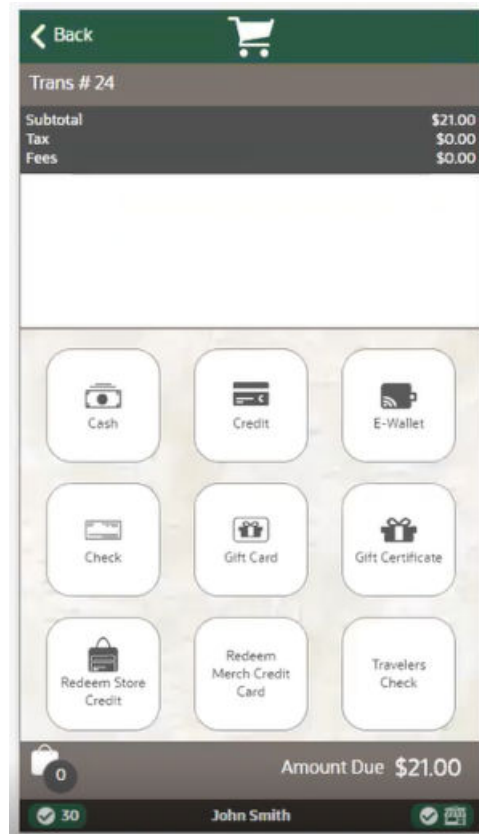 Back
Trans # 24
Subtotal $21.00
Tax $0.00
Fees $0.00
Cash
Credit
E-Wallet
Check
Gift Card
Gift Certificate
Redeem Store
Credit
Redeem
Merch Credit
Card
Travelers
Check
0
Amount Due $21.00
30
John Smith